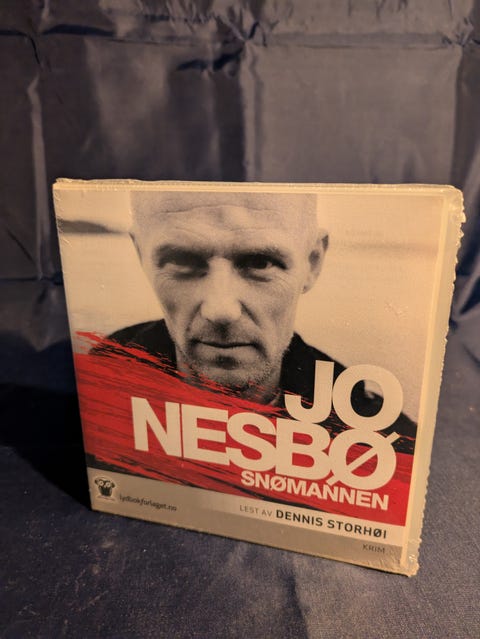 JO
NESBØ
SNØMANNEN
lydbokforlaget.no
LEST AV DENNIS STORHØI
KRIM